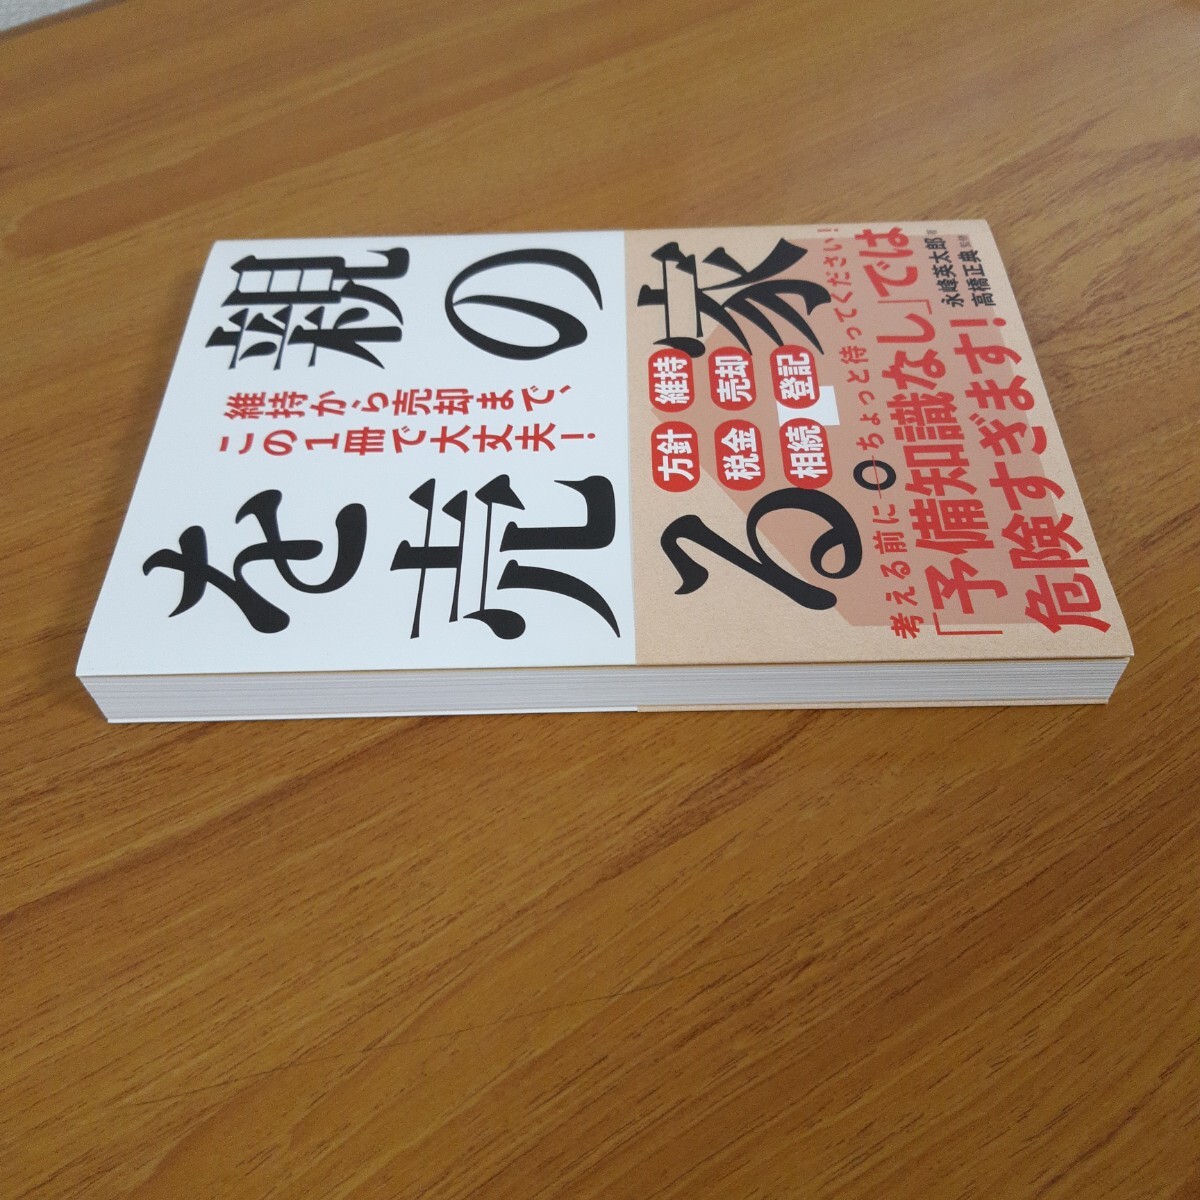 親の家
を売る。
維持から売却まで、
この1冊で大丈夫!
維持 売却 登記
方針 税金 相続
永峰英太郎 著
高橋正典 監修
考える前に ちょっと待ってください!
「予備知識なし」では
危険すぎます!